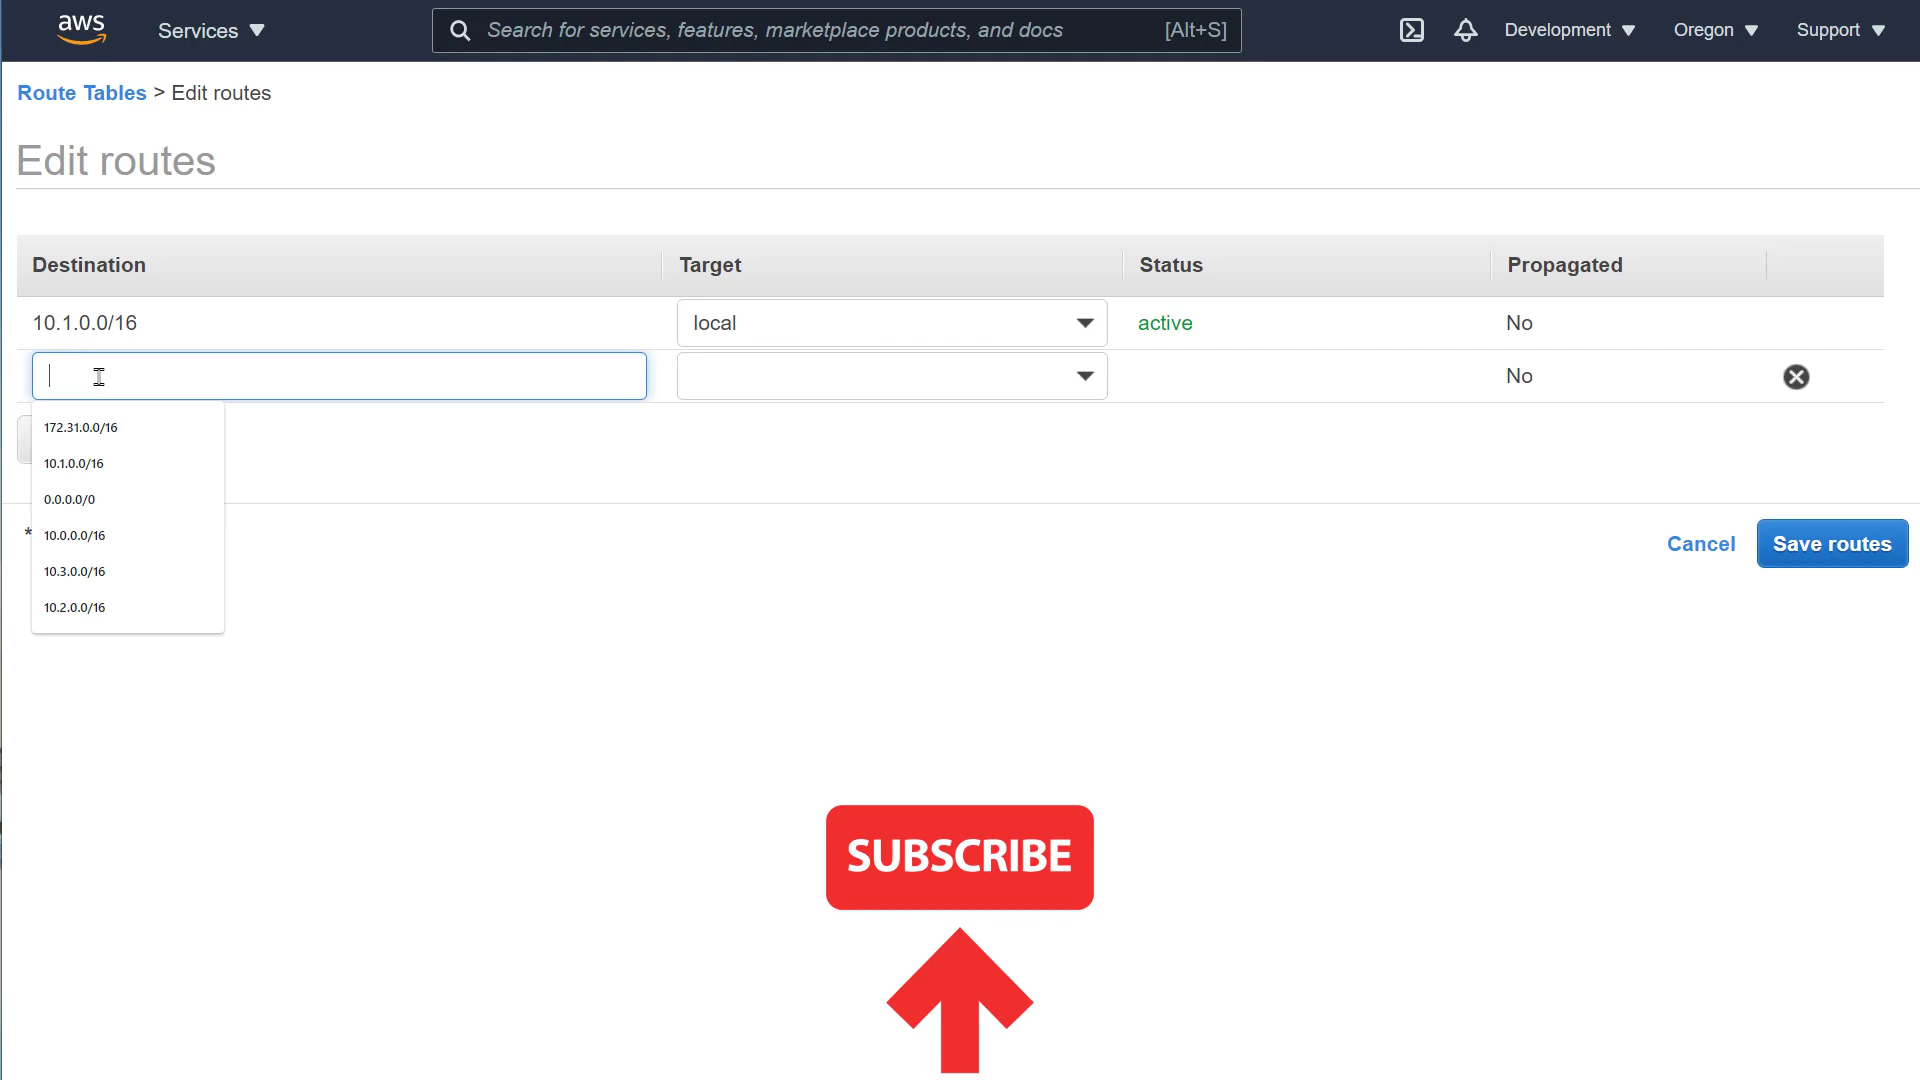 aws Services Search for services, features, marketplace products, and docs [Alt+S] Development Oregon Support
Route Tables > Edit routes
Edit routes
Destination Target Status Propagated
10.1.0.0/16 local active No
No
172.31.0.0/16
10.1.0.0/16
0.0.0.0/0
10.0.0.0/16
10.3.0.0/16
10.2.0.0/16
*
Cancel Save routes
SUBSCRIBE